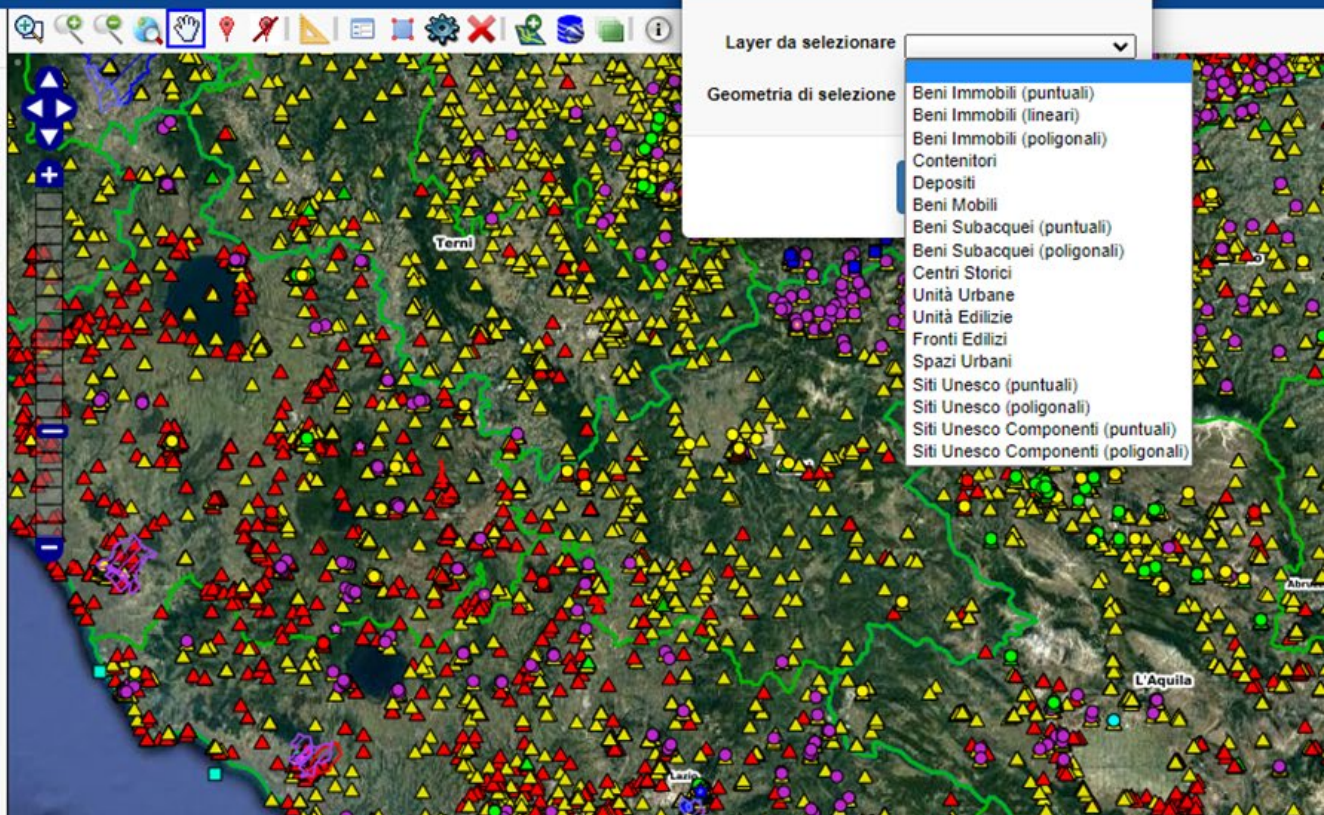 Layer da selezionare
Geometria di selezione
Beni Immobili (puntuali)
Beni Immobili (lineari)
Beni Immobili (poligonali)
Contenitori
Depositi
Beni Mobili
Beni Subacquei (puntuali)
Beni Subacquei (poligonali)
Centri Storici
Unità Urbane
Unità Edilizie
Fronti Edilizi
Spazi Urbani
Siti Unesco (puntuali)
Siti Unesco (poligonali)
Siti Unesco Componenti (puntuali)
Siti Unesco Componenti (poligonali)
Terni
L'Aquila
Lazio